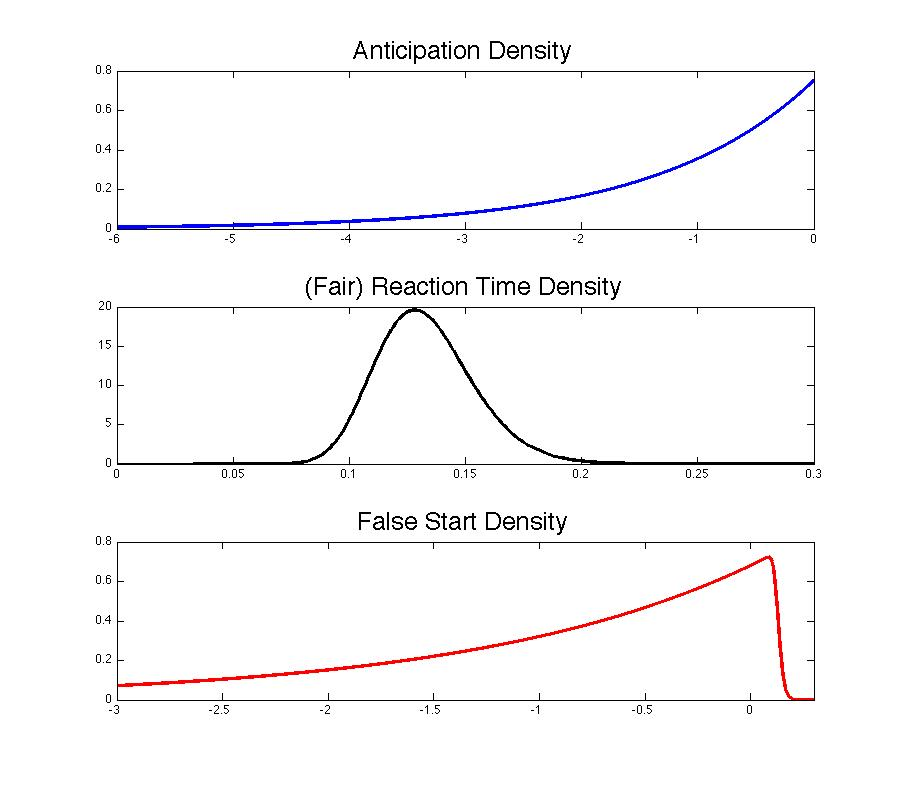 Anticipation Density
0.8
0.6
0.4
0.2
0
-6 -5 -4 -3 -2 -1 0
(Fair) Reaction Time Density
20
15
10
5
0
0 0.05 0.1 0.15 0.2 0.25 0.3
False Start Density
0.8
0.6
0.4
0.2
0
-3 -2.5 -2 -1.5 -1 -0.5 0